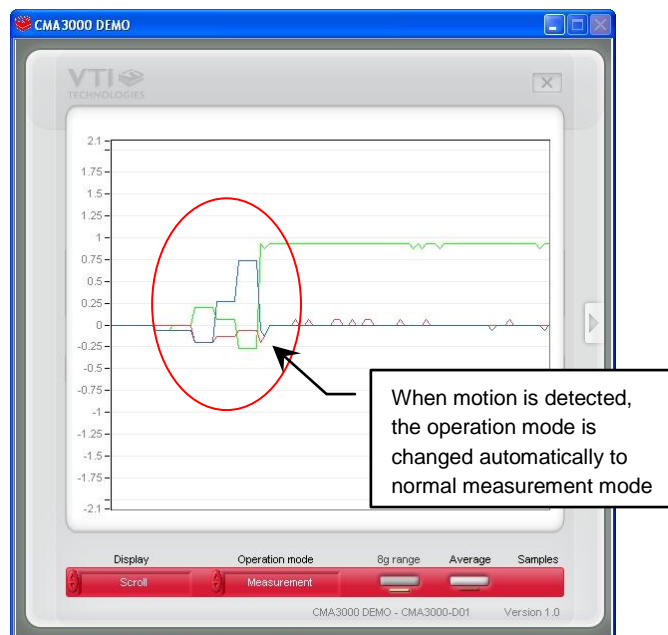 CMA3000 DEMO
VTI
TECHNOLOGIES
2.1
1.75
1.5
1.25
1
0.75
0.5
0.25
0
-0.25
-0.5
-0.75
-1
-1.25
-1.5
-1.75
-2.1
When motion is detected,
the operation mode is
changed automatically to
normal measurement mode
Display Operation mode 8g range Average Samples
Scroll Measurement
CMA3000 DEMO - CMA3000-D01 Version 1.0